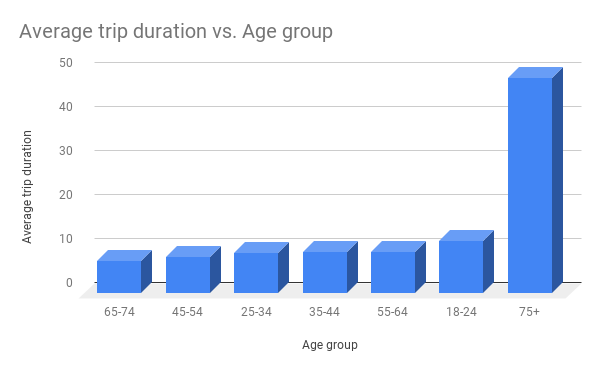 Average trip duration vs. Age group
50
40
30
20
10
0
Average trip duration
65-74 45-54 25-34 35-44 55-64 18-24 75+
Age group